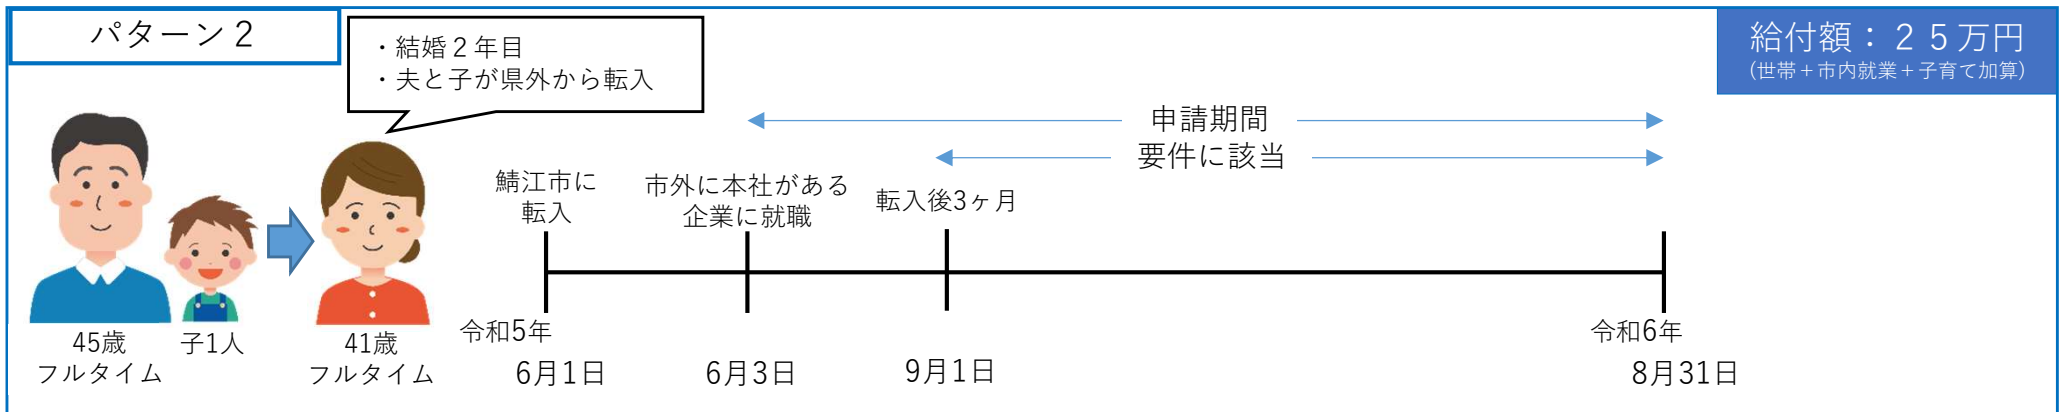 パターン２
・結婚２年目
・夫と子が県外から転入
給付額：２５万円
(世帯＋市内就業＋子育て加算)
申請期間
要件に該当
鯖江市に
転入
市外に本社がある
企業に就職
転入後3ヶ月
45歳
フルタイム
子1人
41歳
フルタイム
令和5年
6月1日
6月3日
9月1日
令和6年
8月31日